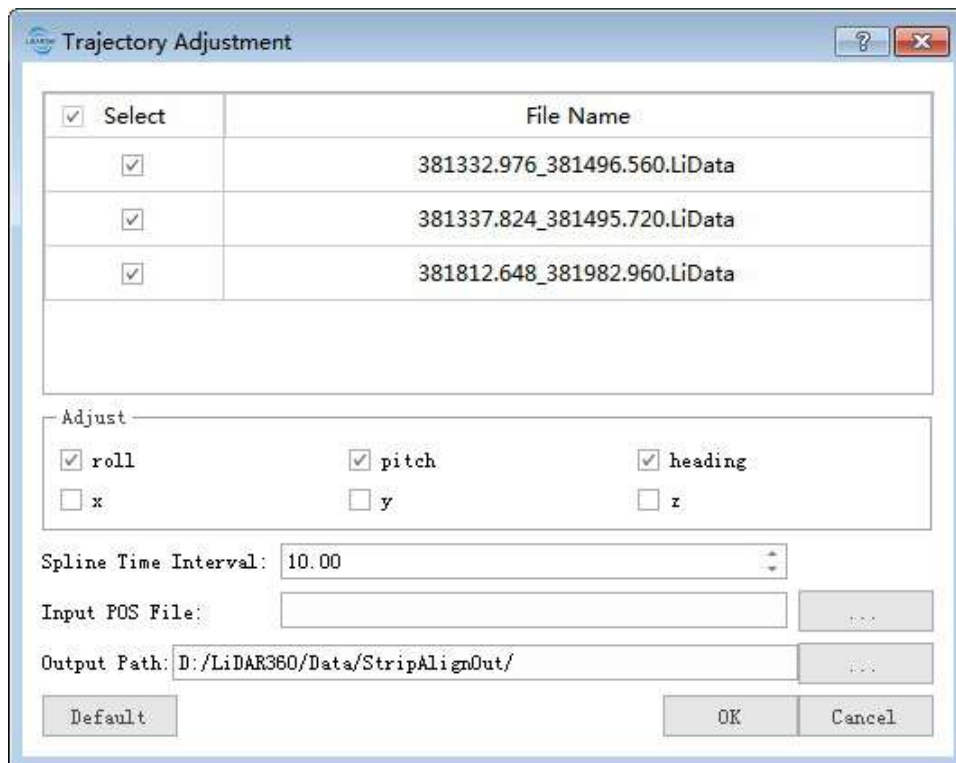 Trajectory Adjustment
Select File Name
381332.976_381496.560.LiData
381337.824_381495.720.LiData
381812.648_381982.960.LiData
Adjust
roll pitch heading
x y z
Spline Time Interval: 10.00
Input POS File: ...
Output Path: D:/LiDAR360/Data/StripAlignOut/ ...
Default OK Cancel